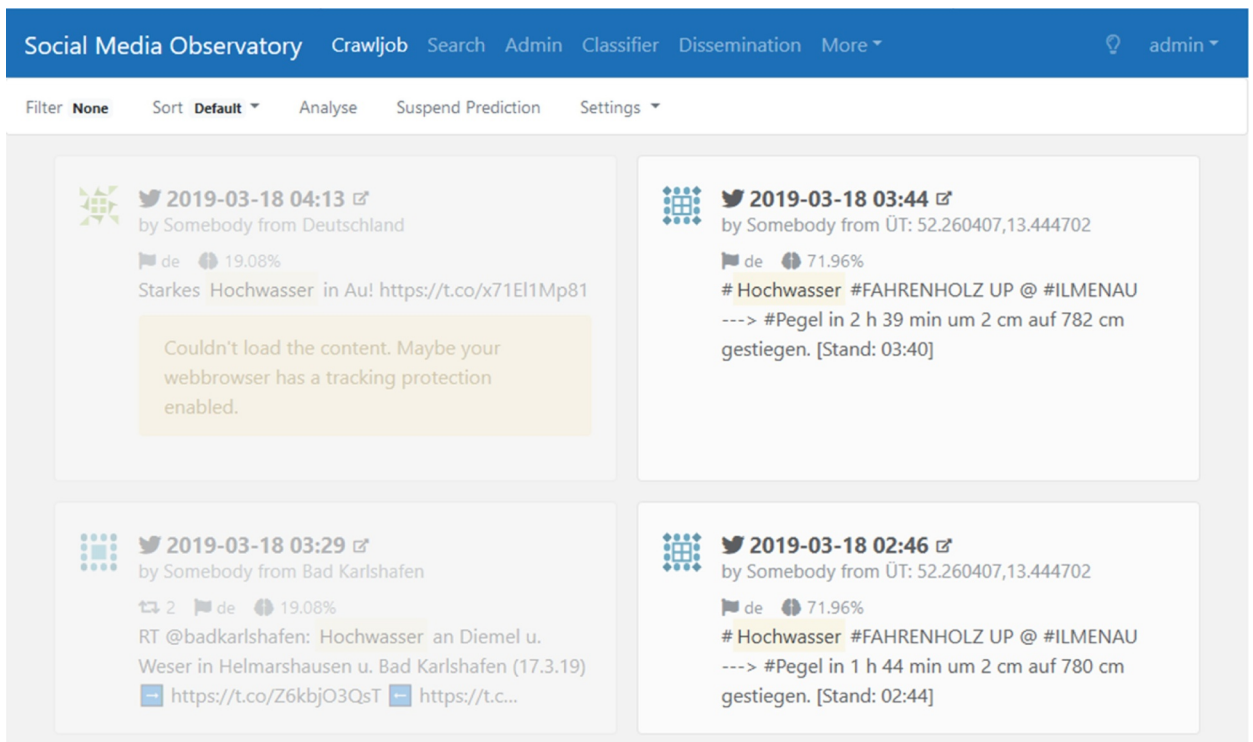 Social Media Observatory Crawljob Search Admin Classifier Dissemination More admin
Filter None Sort Default Analyse Suspend Prediction Settings
2019-03-18 04:13
by Somebody from Deutschland
de 19.08%
Starkes Hochwasser in Au! https://t.co/x71El1Mp81
Couldn't load the content. Maybe your
webbrowser has a tracking protection
enabled.
2019-03-18 03:44
by Somebody from ÜT: 52.260407,13.444702
de 71.96%
# Hochwasser #FAHRENHOLZ UP @ #ILMENAU
---> #Pegel in 2 h 39 min um 2 cm auf 782 cm
gestiegen. [Stand: 03:40]
2019-03-18 03:29
by Somebody from Bad Karlshafen
2 de 19.08%
RT @badkarlshafen: Hochwasser an Diemel u.
Weser in Helmarshausen u. Bad Karlshafen (17.3.19)
➡ https://t.co/Z6kbjO3QsT ⬅ https://t.c...
2019-03-18 02:46
by Somebody from ÜT: 52.260407,13.444702
de 71.96%
# Hochwasser #FAHRENHOLZ UP @ #ILMENAU
---> #Pegel in 1 h 44 min um 2 cm auf 780 cm
gestiegen. [Stand: 02:44]